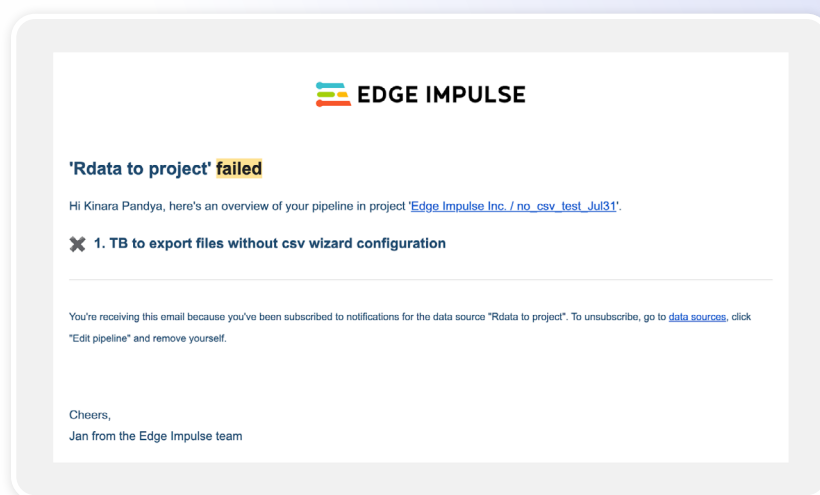 EDGE IMPULSE
'Rdata to project' failed
Hi Kinara Pandya, here's an overview of your pipeline in project 'Edge Impulse Inc. / no_csv_test_Jul31'.
✖ 1. TB to export files without csv wizard configuration
You're receiving this email because you've been subscribed to notifications for the data source "Rdata to project". To unsubscribe, go to data sources, click
"Edit pipeline" and remove yourself.
Cheers,
Jan from the Edge Impulse team